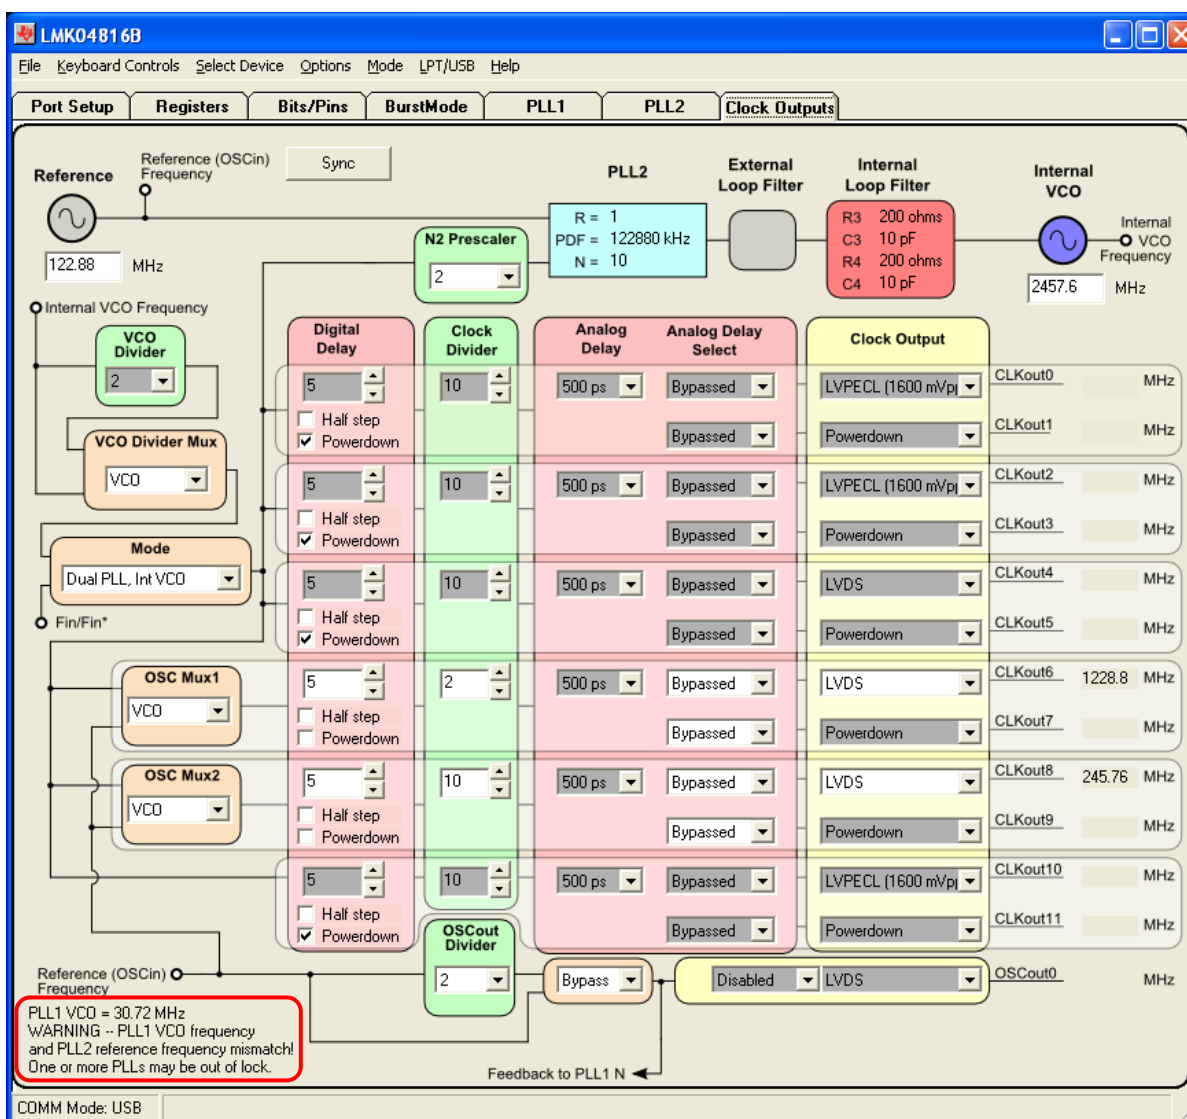 LMK04816B
File Keyboard Controls Select Device Options Mode LPT/USB Help
Port Setup Registers Bits/Pins BurstMode PLL1 PLL2 Clock Outputs
Reference
Reference (OSCin)
Frequency
Sync
122.88 MHz
N2 Prescaler
2
PLL2
R = 1
PDF = 122880 kHz
N = 10
External
Loop Filter
Internal
Loop Filter
R3 200 ohms
C3 10 pF
R4 200 ohms
C4 10 pF
Internal
VCO
Internal
VCO
Frequency
2457.6 MHz
Internal VCO Frequency
VCO
Divider
2
VCO Divider Mux
VCO
Mode
Dual PLL, Int VCO
Fin/Fin*
OSC Mux1
VCO
OSC Mux2
VCO
Digital
Delay
Clock
Divider
Analog
Delay
Analog Delay
Select
Clock Output
5 10 500 ps Bypassed LVPECL (1600 mVp CLKout0 MHz
Half step
Powerdown Bypassed Powerdown CLKout1 MHz
5 10 500 ps Bypassed LVPECL (1600 mVp CLKout2 MHz
Half step
Powerdown Bypassed Powerdown CLKout3 MHz
5 10 500 ps Bypassed LVDS CLKout4 MHz
Half step
Powerdown Bypassed Powerdown CLKout5 MHz
5 2 500 ps Bypassed LVDS CLKout6 1228.8 MHz
Half step
Powerdown Bypassed Powerdown CLKout7 MHz
5 10 500 ps Bypassed LVDS CLKout8 245.76 MHz
Half step
Powerdown Bypassed Powerdown CLKout9 MHz
5 10 500 ps Bypassed LVPECL (1600 mVp CLKout10 MHz
Half step
Powerdown Bypassed Powerdown CLKout11 MHz
OSCout
Divider
Reference (OSCin)
Frequency
2 Bypass Disabled LVDS OSCout0 MHz
PLL1 VCO = 30.72 MHz
WARNING -- PLL1 VCO frequency
and PLL2 reference frequency mismatch!
One or more PLLs may be out of lock.
Feedback to PLL1 N
COMM Mode: USB